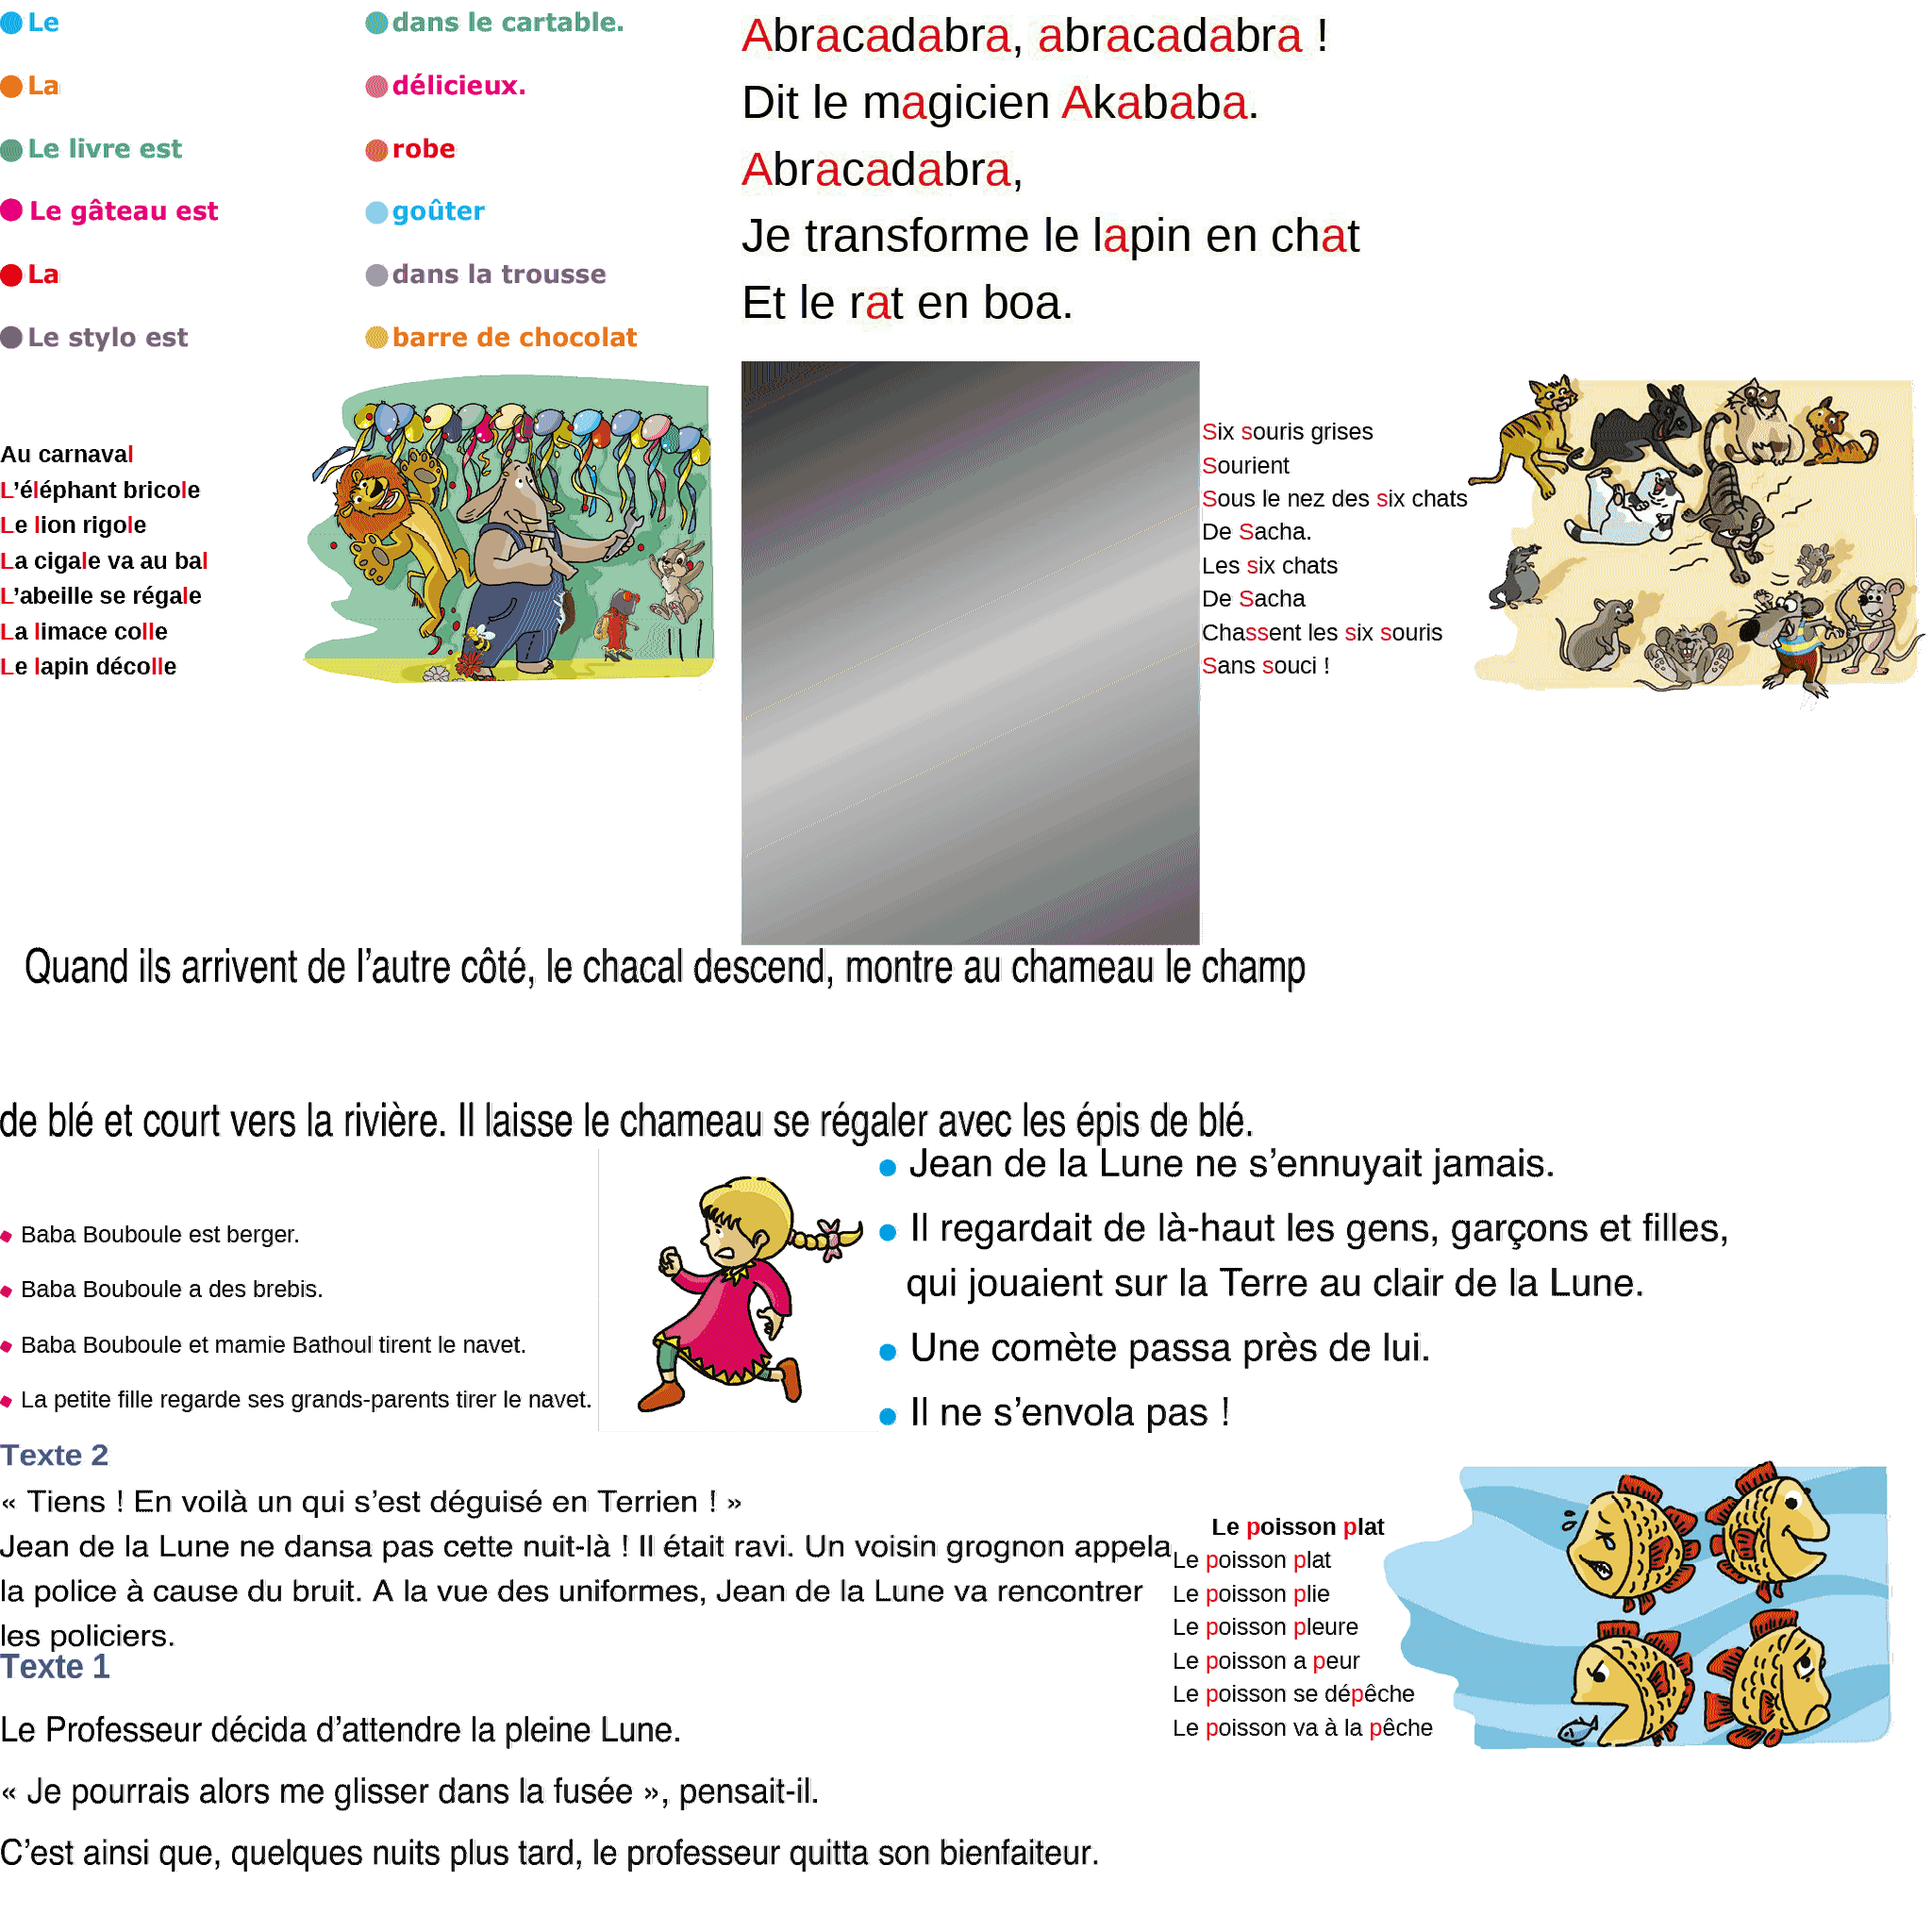 Le
dans le cartable.
La
délicieux.
Le livre est
robe
Le gâteau est
goûter
La
dans la trousse
Le stylo est
barre de chocolat
Abracadabra, abracadabra !
Dit le magicien Akababa.
Abracadabra,
Je transforme le lapin en chat
Et le rat en boa.
Au carnaval
L’éléphant bricole
Le lion rigole
La cigale va au bal
L’abeille se régale
La limace colle
Le lapin décolle
Six souris grises
Sourient
Sous le nez des six chats
De Sacha.
Les six chats
De Sacha
Chassent les six souris
Sans souci !
Quand ils arrivent de l’autre côté, le chacal descend, montre au chameau le champ
de blé et court vers la rivière. Il laisse le chameau se régaler avec les épis de blé.
Baba Bouboule est berger.
Baba Bouboule a des brebis.
Baba Bouboule et mamie Bathoul tirent le navet.
La petite fille regarde ses grands-parents tirer le navet.
Jean de la Lune ne s’ennuyait jamais.
Il regardait de là-haut les gens, garçons et filles,
qui jouaient sur la Terre au clair de la Lune.
Une comète passa près de lui.
Il ne s’envola pas !
Texte 2
« Tiens ! En voilà un qui s’est déguisé en Terrien ! »
Jean de la Lune ne dansa pas cette nuit-là ! Il était ravi. Un voisin grognon appela
la police à cause du bruit. A la vue des uniformes, Jean de la Lune va rencontrer
les policiers.
Le poisson plat
Le poisson plat
Le poisson plie
Le poisson pleure
Le poisson a peur
Le poisson se dépêche
Le poisson va à la pêche
Texte 1
Le Professeur décida d’attendre la pleine Lune.
« Je pourrais alors me glisser dans la fusée », pensait-il.
C’est ainsi que, quelques nuits plus tard, le professeur quitta son bienfaiteur.